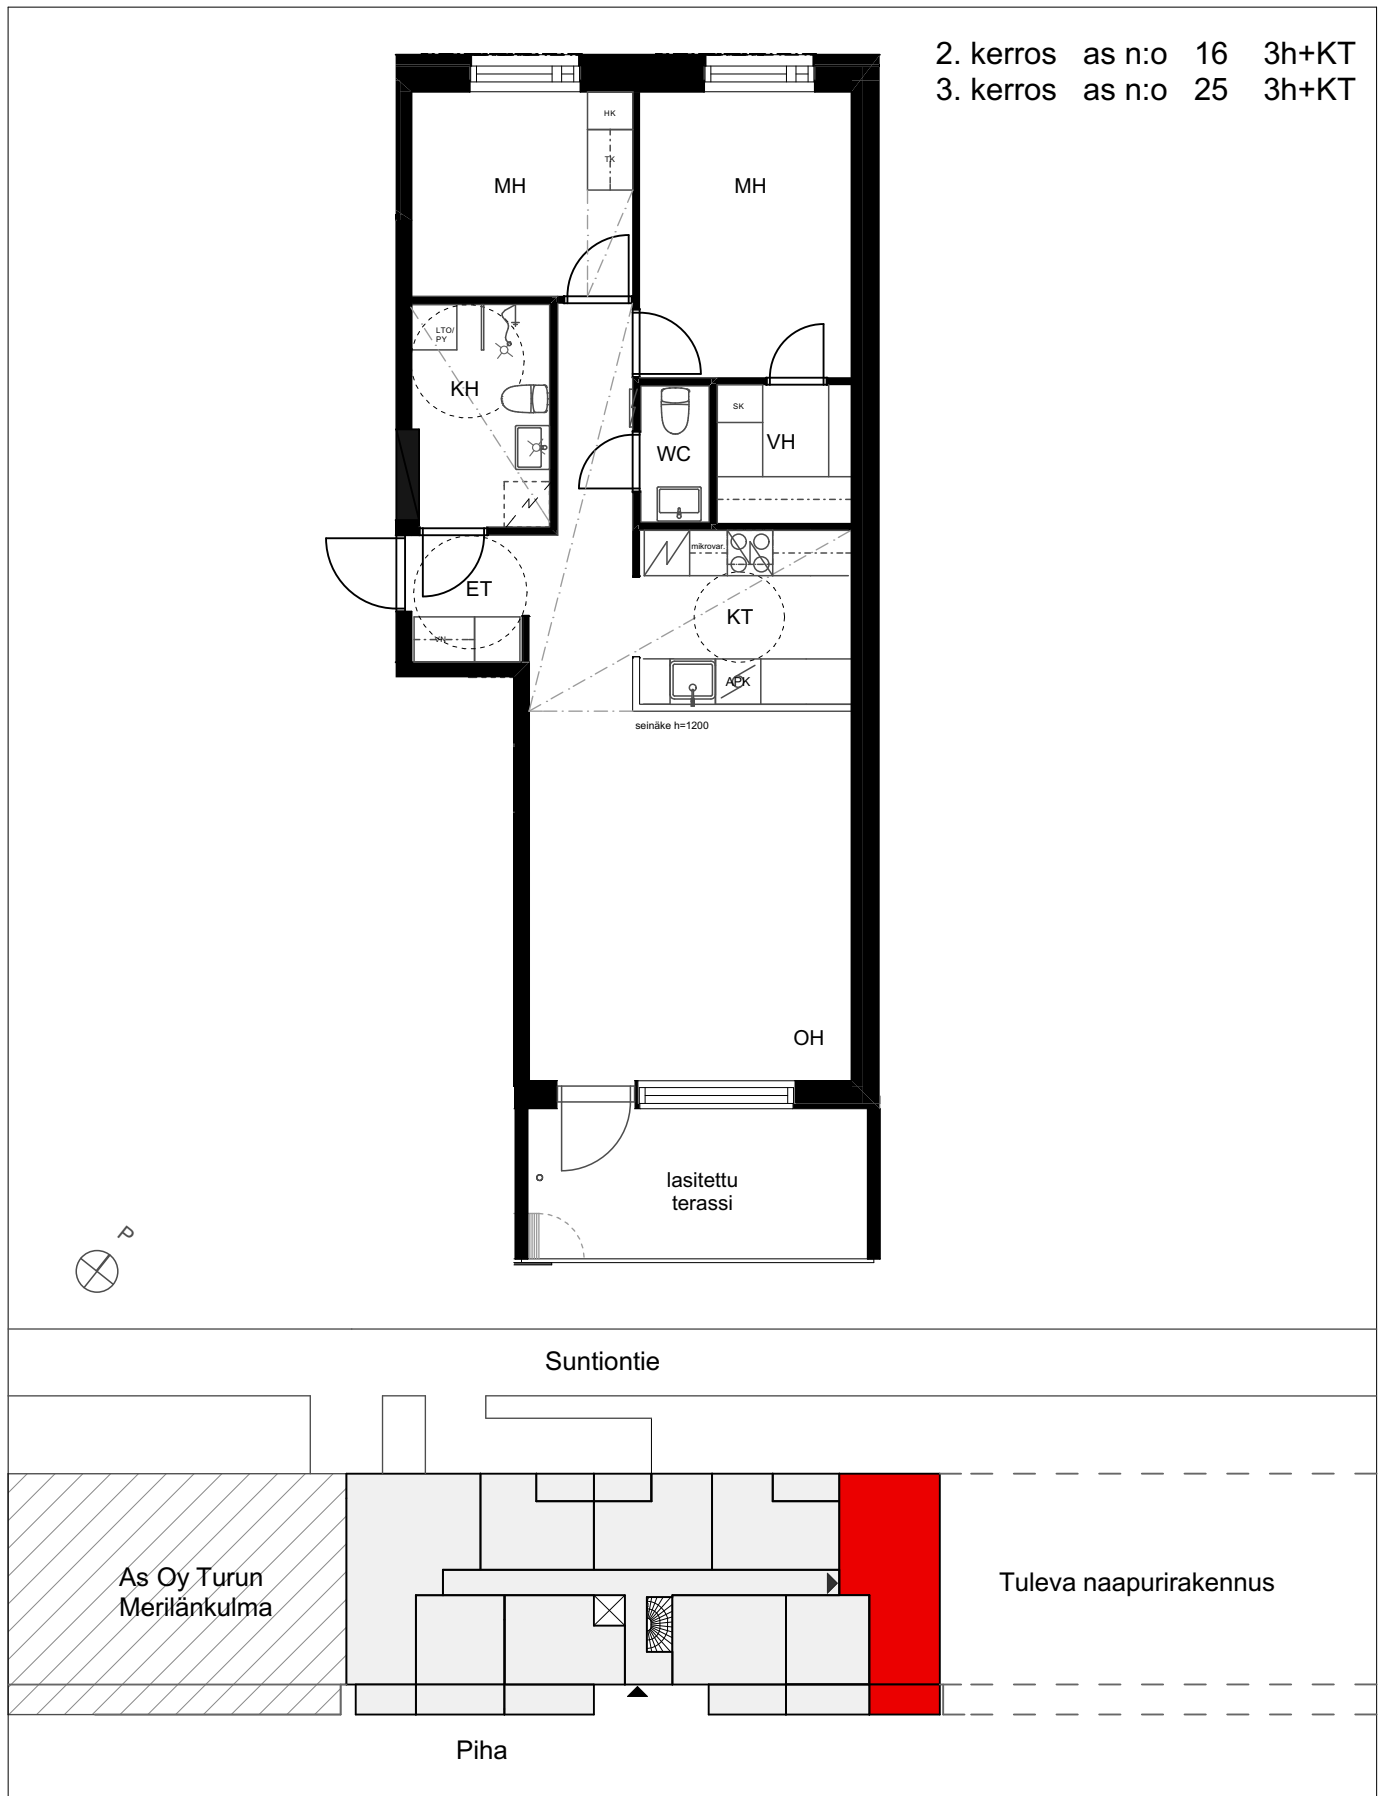 2. kerros as n:o 16 3h+KT
3. kerros as n:o 25 3h+KT
HK
TK
MH
MH
LTO/
PY
KH
SK
WC
VH
mikrovar.
ET
KT
VN
APK
seinäke h=1200
OH
lasitettu
terassi
P
Suntiontie
As Oy Turun
Merilänkulma
Tuleva naapurirakennus
Piha